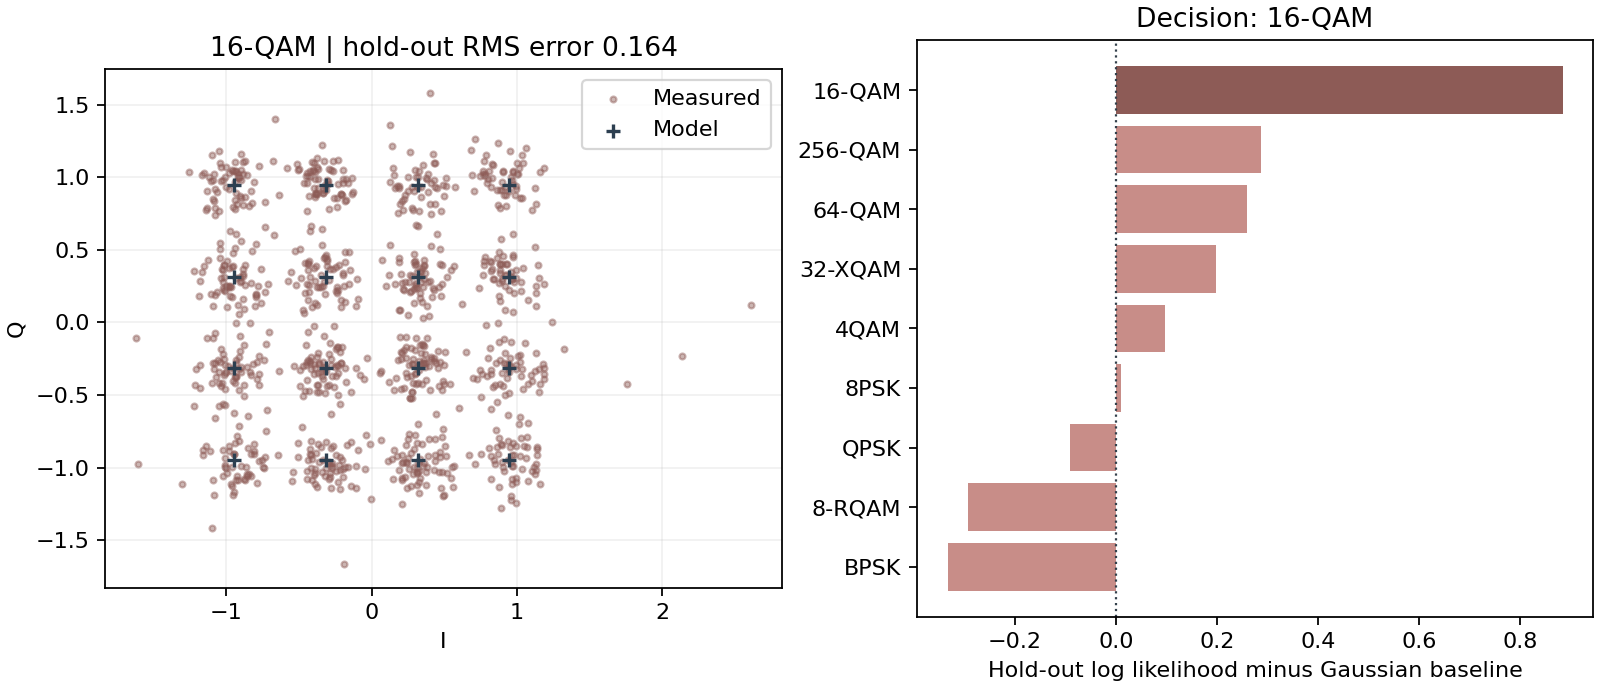 16-QAM | hold-out RMS error 0.164
Measured
Model
1.5
1.0
0.5
0.0
−0.5
−1.0
−1.5
Q
−1
0
1
2
I
Decision: 16-QAM
16-QAM
256-QAM
64-QAM
32-XQAM
4QAM
8PSK
QPSK
8-RQAM
BPSK
−0.2
0.0
0.2
0.4
0.6
0.8
Hold-out log likelihood minus Gaussian baseline